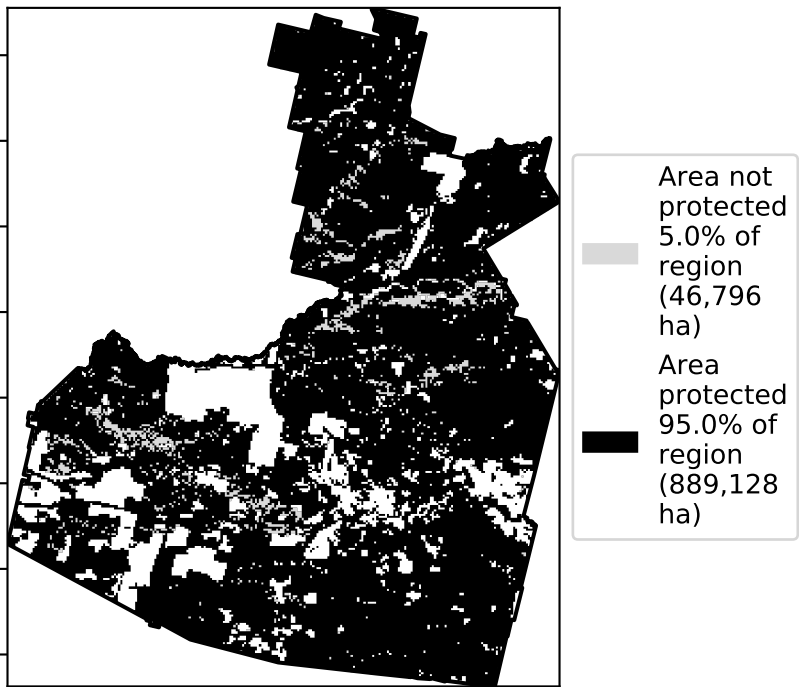 Area not
protected
5.0% of
region
(46,796
ha)
Area
protected
95.0% of
region
(889,128
ha)